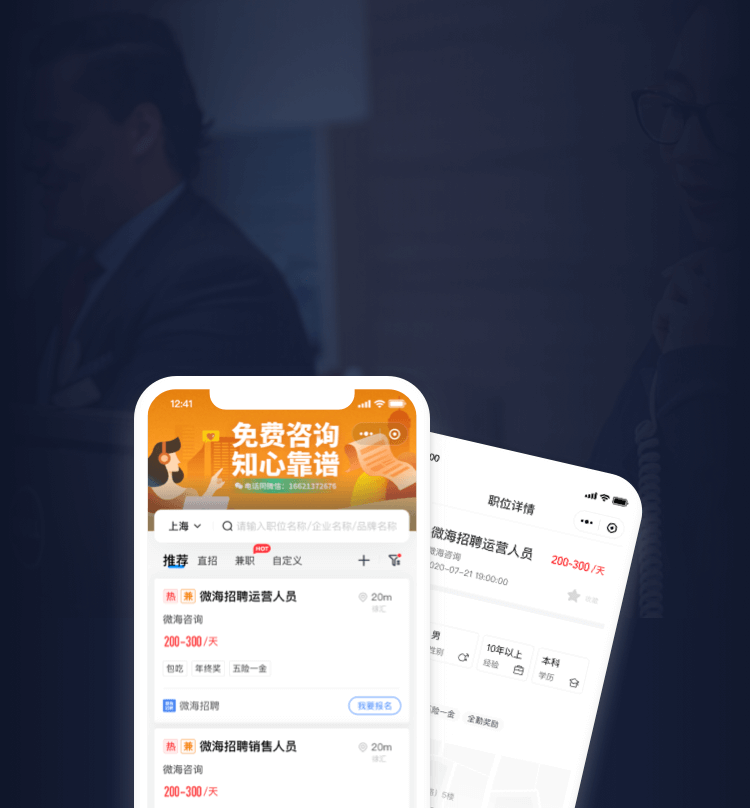 12:41
免费咨询
知心靠谱
电话同微信：16621372676
上海
请输入职位名称/企业名称/品牌名称
推荐 直招 兼职 HOT 自定义
热 兼 微海招聘运营人员 20m
徐汇
微海咨询
200-300/天
包吃 年终奖 五险一金
微海招聘 我要报名
热 兼 微海招聘销售人员 20m
徐汇
微海咨询
200-300/天
:00
职位详情
微海招聘运营人员 200-300/天
微海咨询
2020-07-21 19:00:00
收藏
男 10年以上 本科
性别 经验 学历
五险一金 全勤奖励
5楼